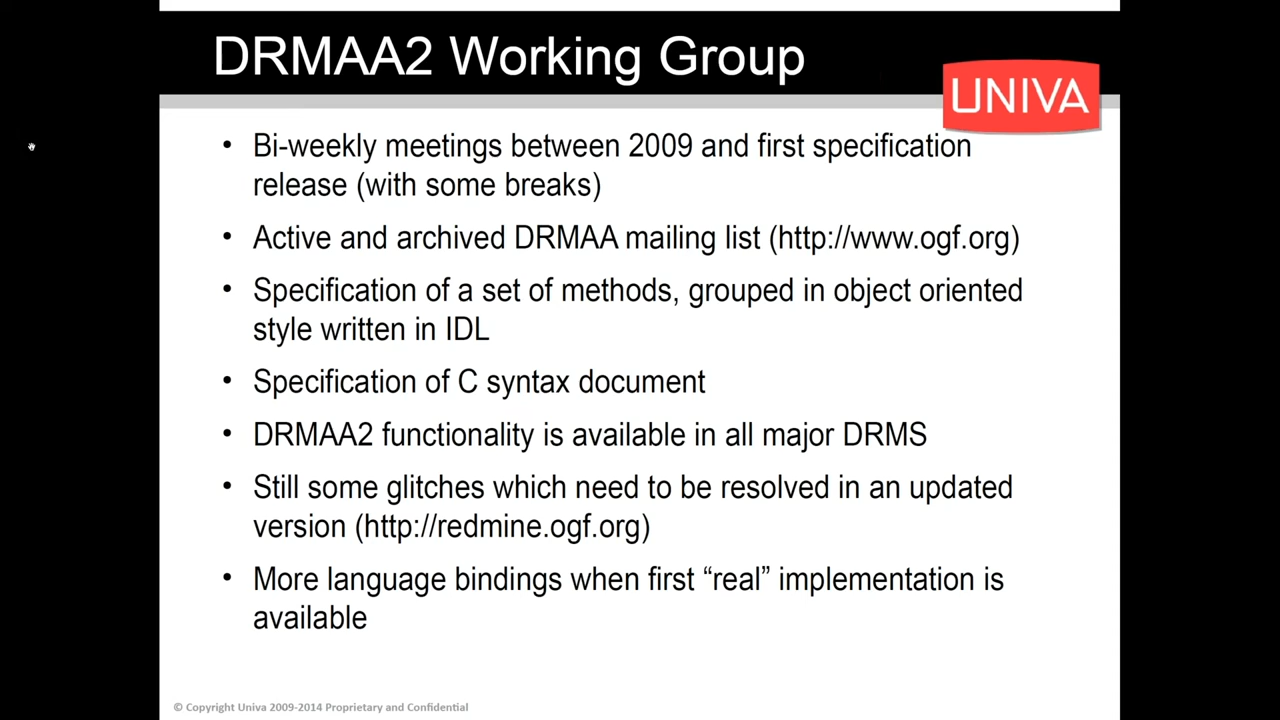 DRMAA2 Working Group
UNIVA
• Bi-weekly meetings between 2009 and first specification
release (with some breaks)
• Active and archived DRMAA mailing list (http://www.ogf.org)
• Specification of a set of methods, grouped in object oriented
style written in IDL
• Specification of C syntax document
• DRMAA2 functionality is available in all major DRMS
• Still some glitches which need to be resolved in an updated
version (http://redmine.ogf.org)
• More language bindings when first “real” implementation is
available
© Copyright Univa 2009-2014 Proprietary and Confidential